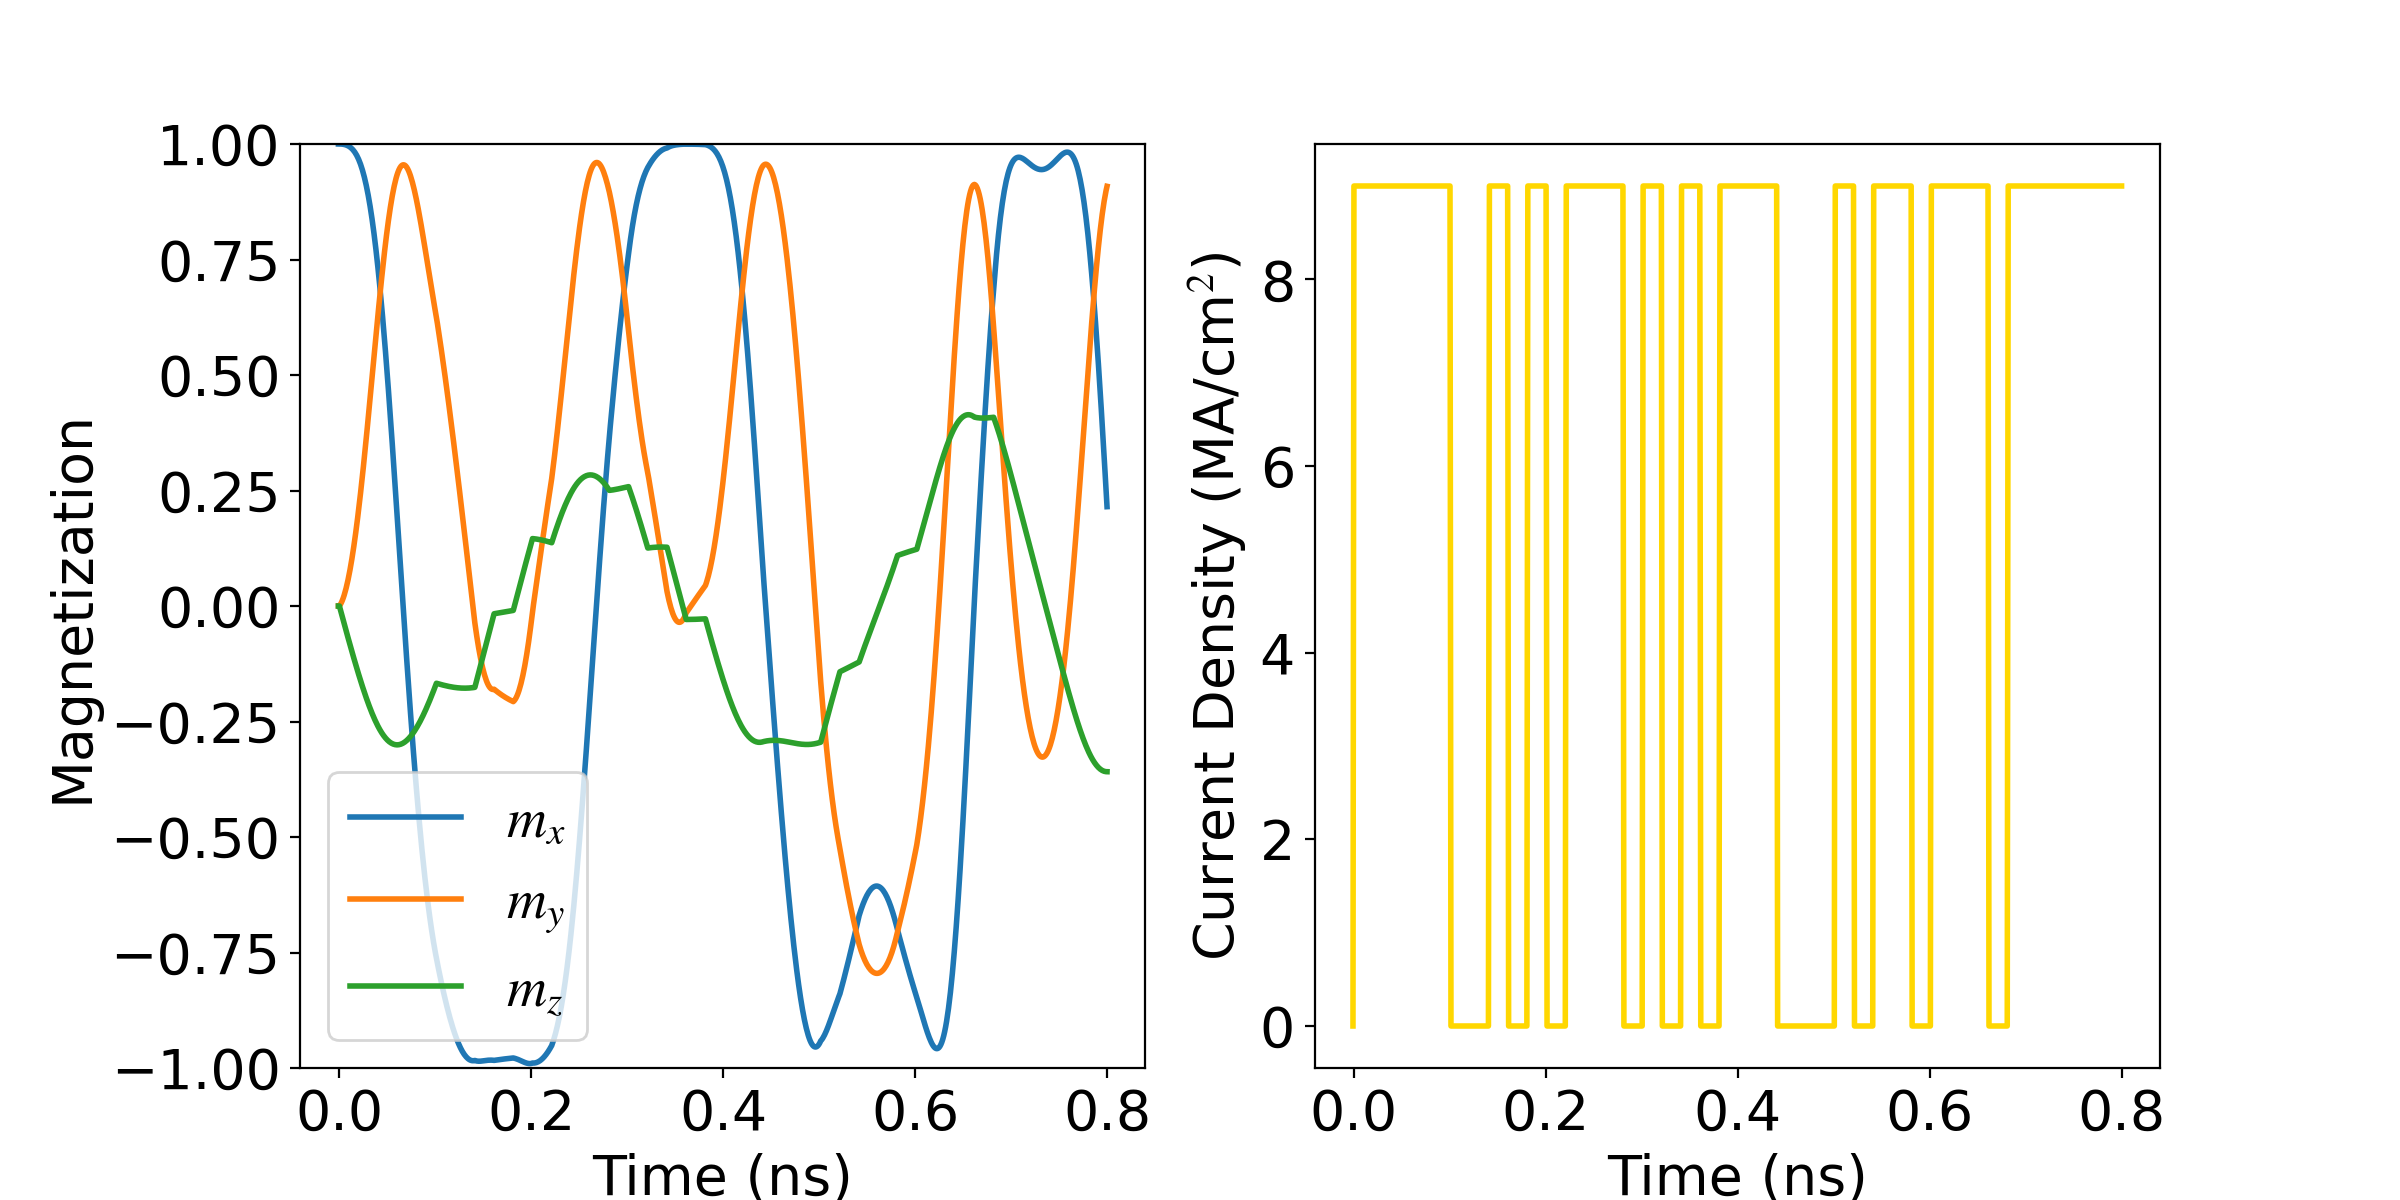 Magnetization
1.00
0.75
0.50
0.25
0.00
−0.25
−0.50
−0.75
−1.00
m_x
m_y
m_z
0.0 0.2 0.4 0.6 0.8
Time (ns)
Current Density (MA/cm²)
8
6
4
2
0
0.0 0.2 0.4 0.6 0.8
Time (ns)